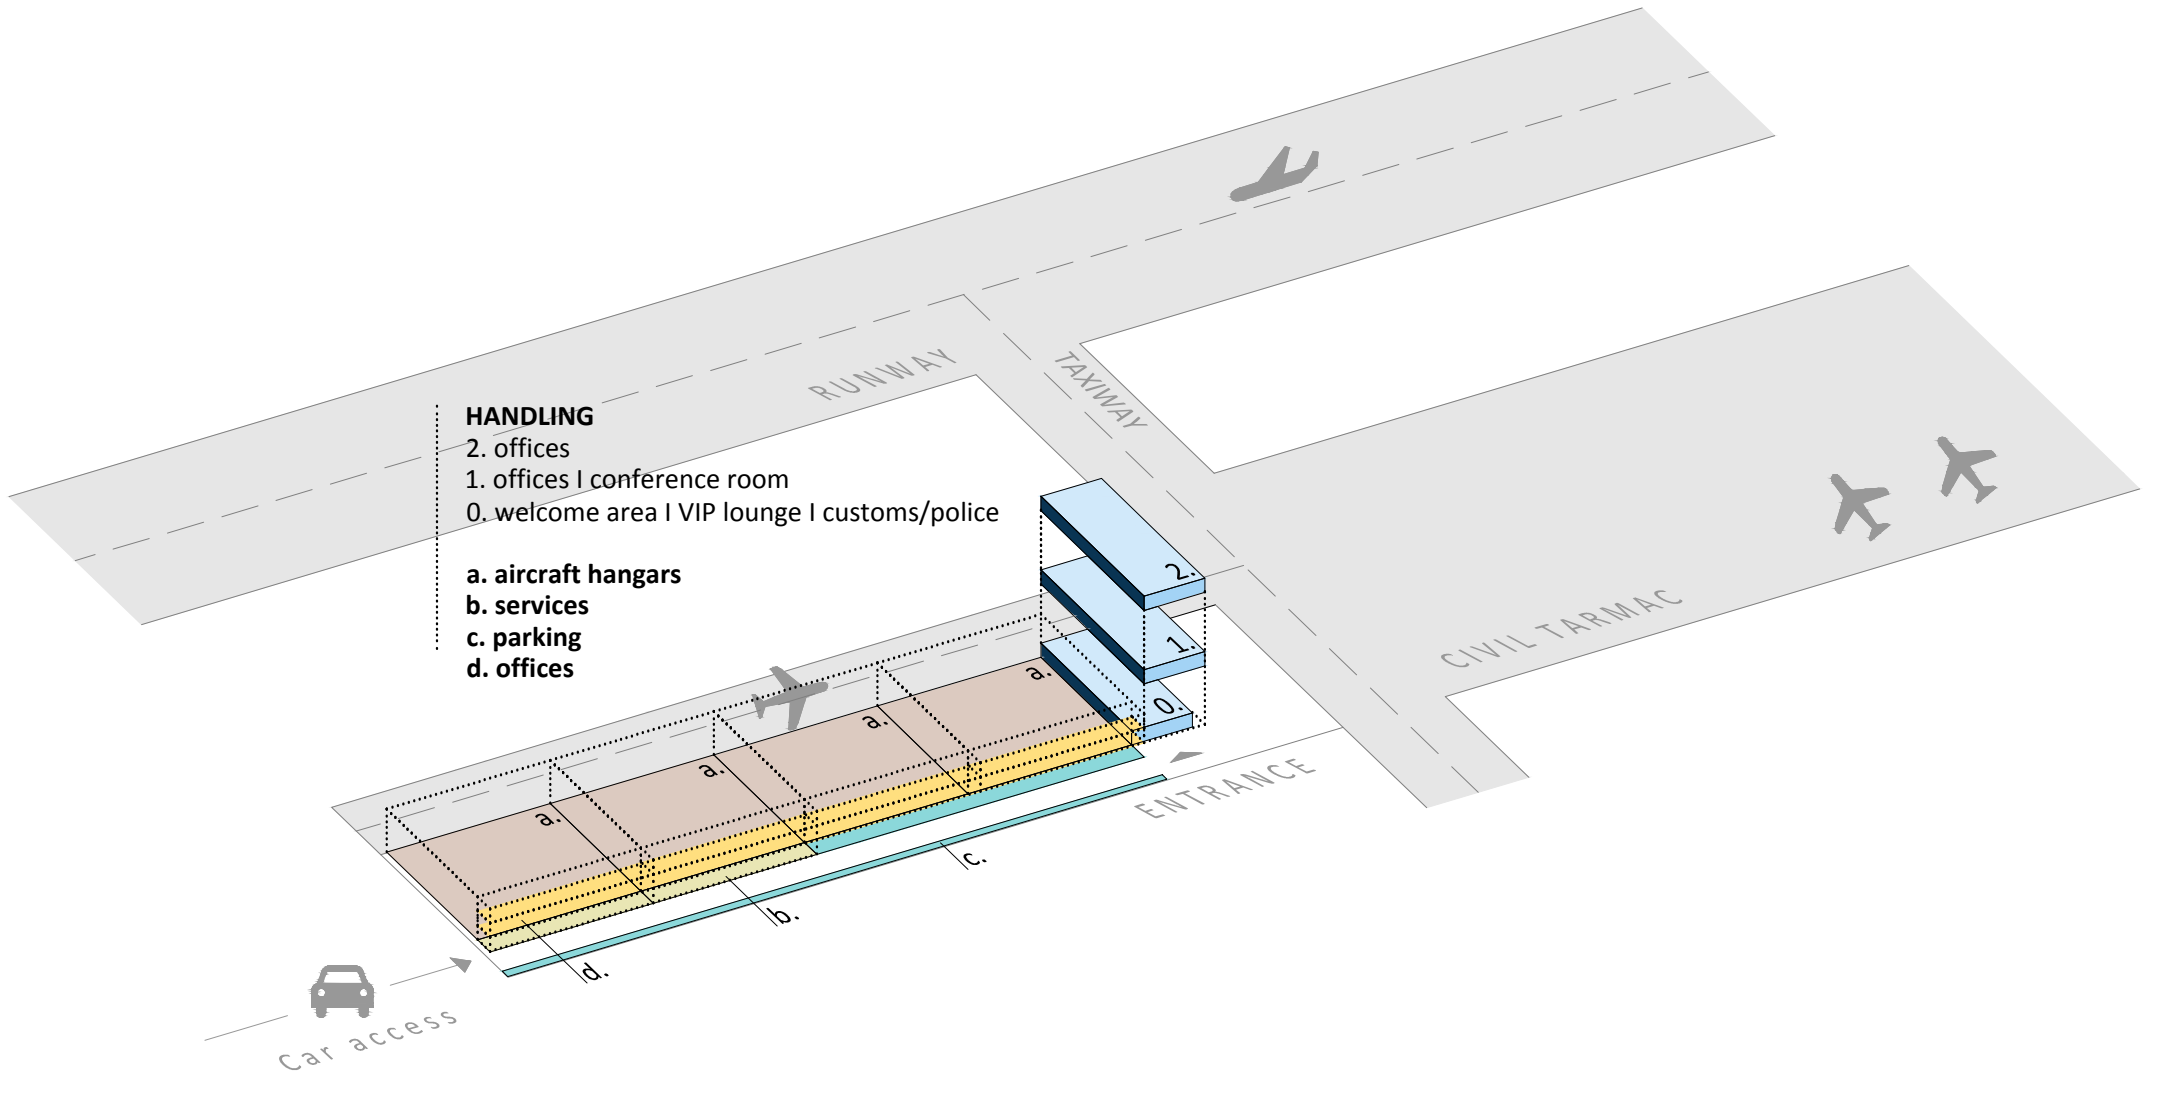 RUNWAY
TAXIWAY
HANDLING
2. offices
1. offices I conference room
0. welcome area I VIP lounge I customs/police
a. aircraft hangars
b. services
c. parking
d. offices
2.
1.
0.
CIVIL TARMAC
a.
a.
a.
a.
ENTRANCE
c.
b.
d.
Car access